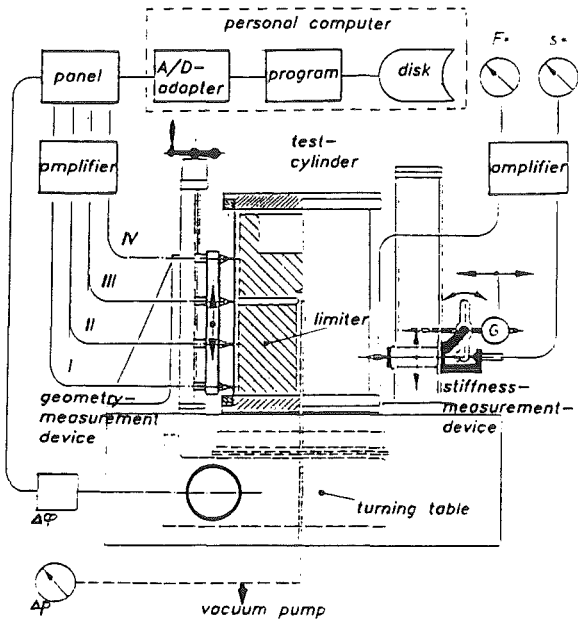 personal computer
F
s
panel
A/D-
adapter
program
disk
amplifier
test-
cylinder
amplifier
IV
III
II
I
limiter
G
geometry-
measurement
device
stiffness-
measurement-
device
Δφ
turning table
Δp
vacuum pump